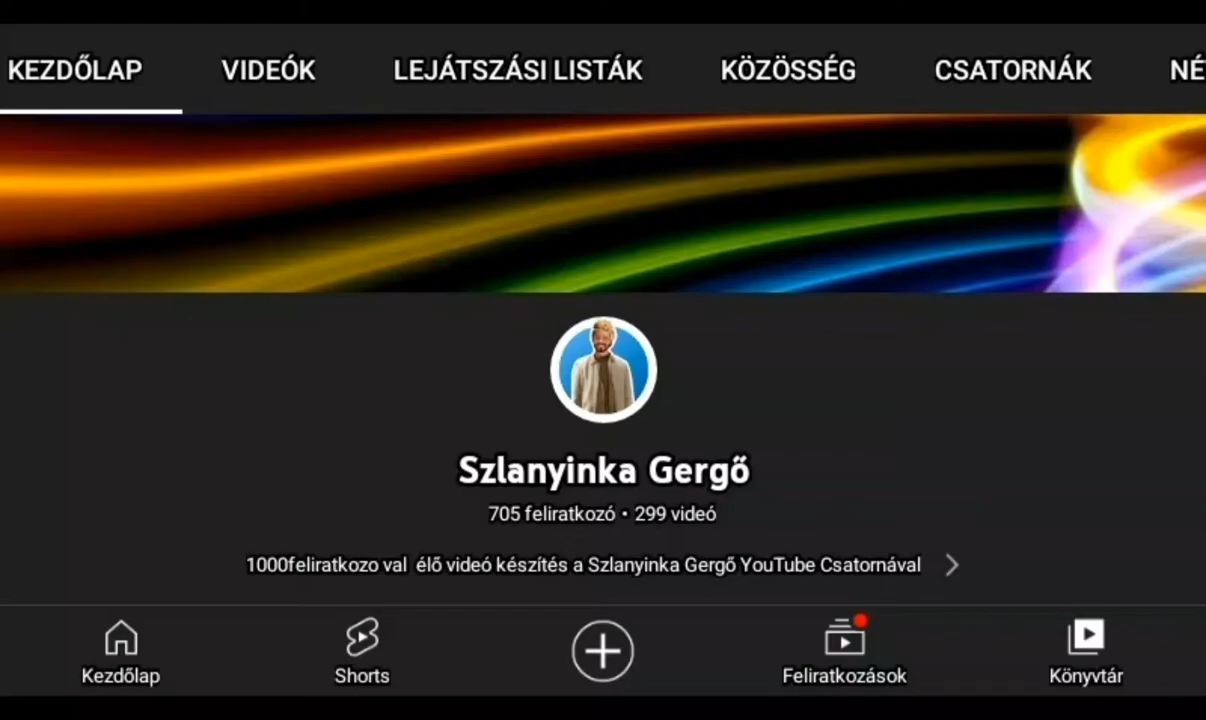 KEZDŐLAP VIDEÓK LEJÁTSZÁSI LISTÁK KÖZÖSSÉG CSATORNÁK NÉ
Szlanyinka Gergő
705 feliratkozó • 299 videó
1000feliratkozo val élő videó készítés a Szlanyinka Gergő YouTube Csatornával
Kezdőlap Shorts Feliratkozások Könyvtár